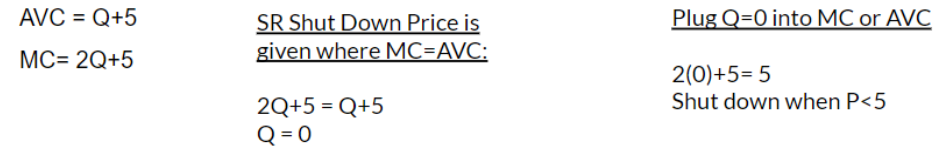 AVC = Q+5
MC= 2Q+5
SR Shut Down Price is
given where MC=AVC:
2Q+5 = Q+5
Q = 0
Plug Q=0 into MC or AVC
2(0)+5= 5
Shut down when P<5